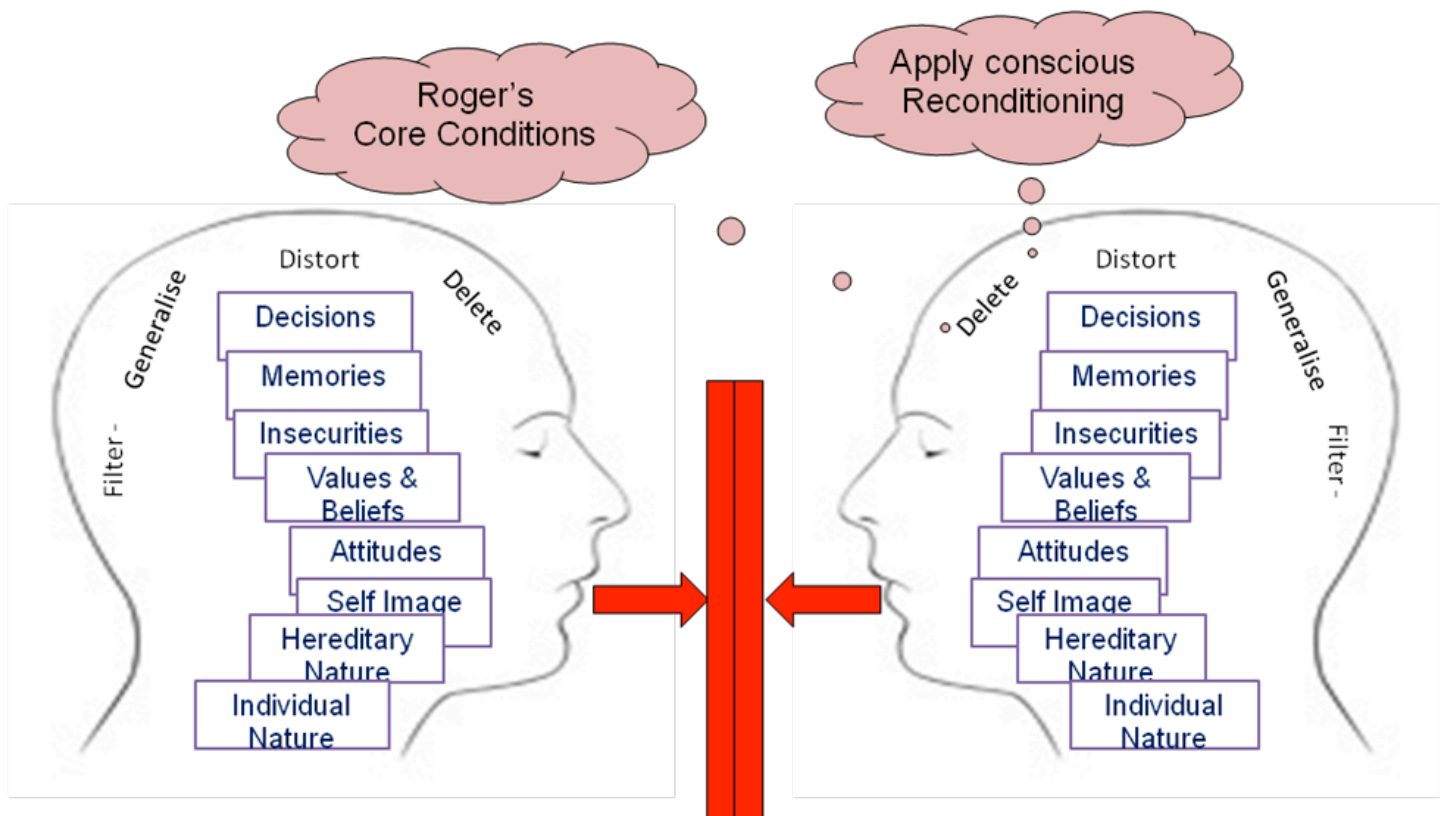 Roger's
Core Conditions
Apply conscious
Reconditioning
Filter -
Generalise
Distort
Delete
Decisions
Memories
Insecurities
Values &
Beliefs
Attitudes
Self Image
Hereditary
Nature
Individual
Nature
Delete
Distort
Generalise
Filter -
Decisions
Memories
Insecurities
Values &
Beliefs
Attitudes
Self Image
Hereditary
Nature
Individual
Nature